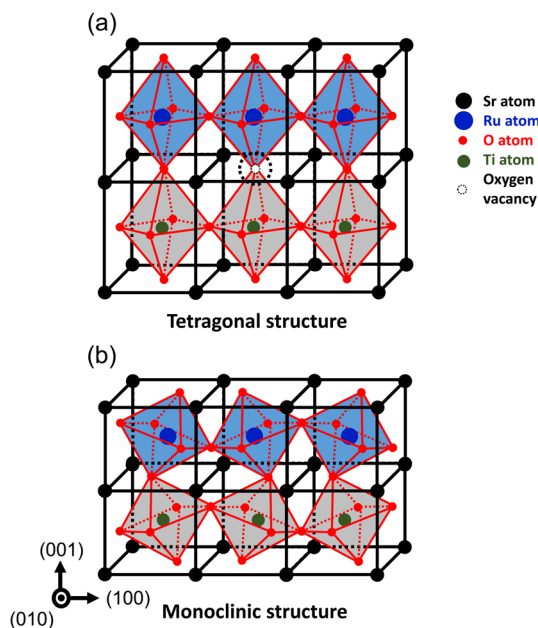 (a)
Sr atom
Ru atom
O atom
Ti atom
Oxygen
vacancy
Tetragonal structure
(b)
(001)
(010)
(100)
Monoclinic structure